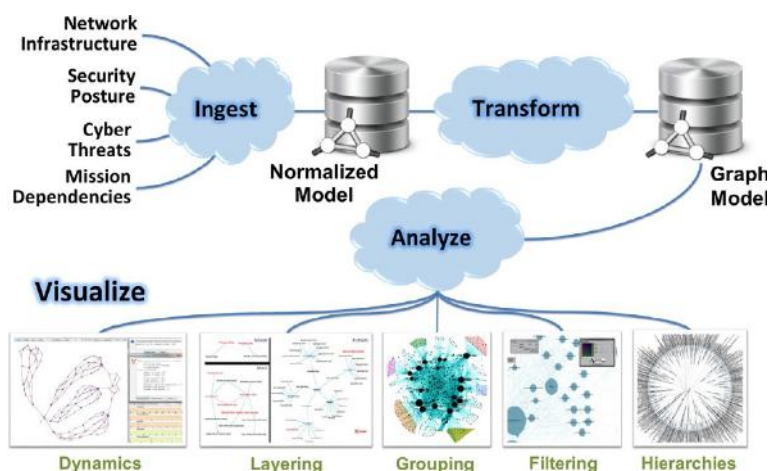 Network
Infrastructure
Security
Posture
Cyber
Threats
Mission
Dependencies
Ingest
Normalized
Model
Transform
Graph
Model
Analyze
Visualize
Dynamics
Layering
Grouping
Filtering
Hierarchies